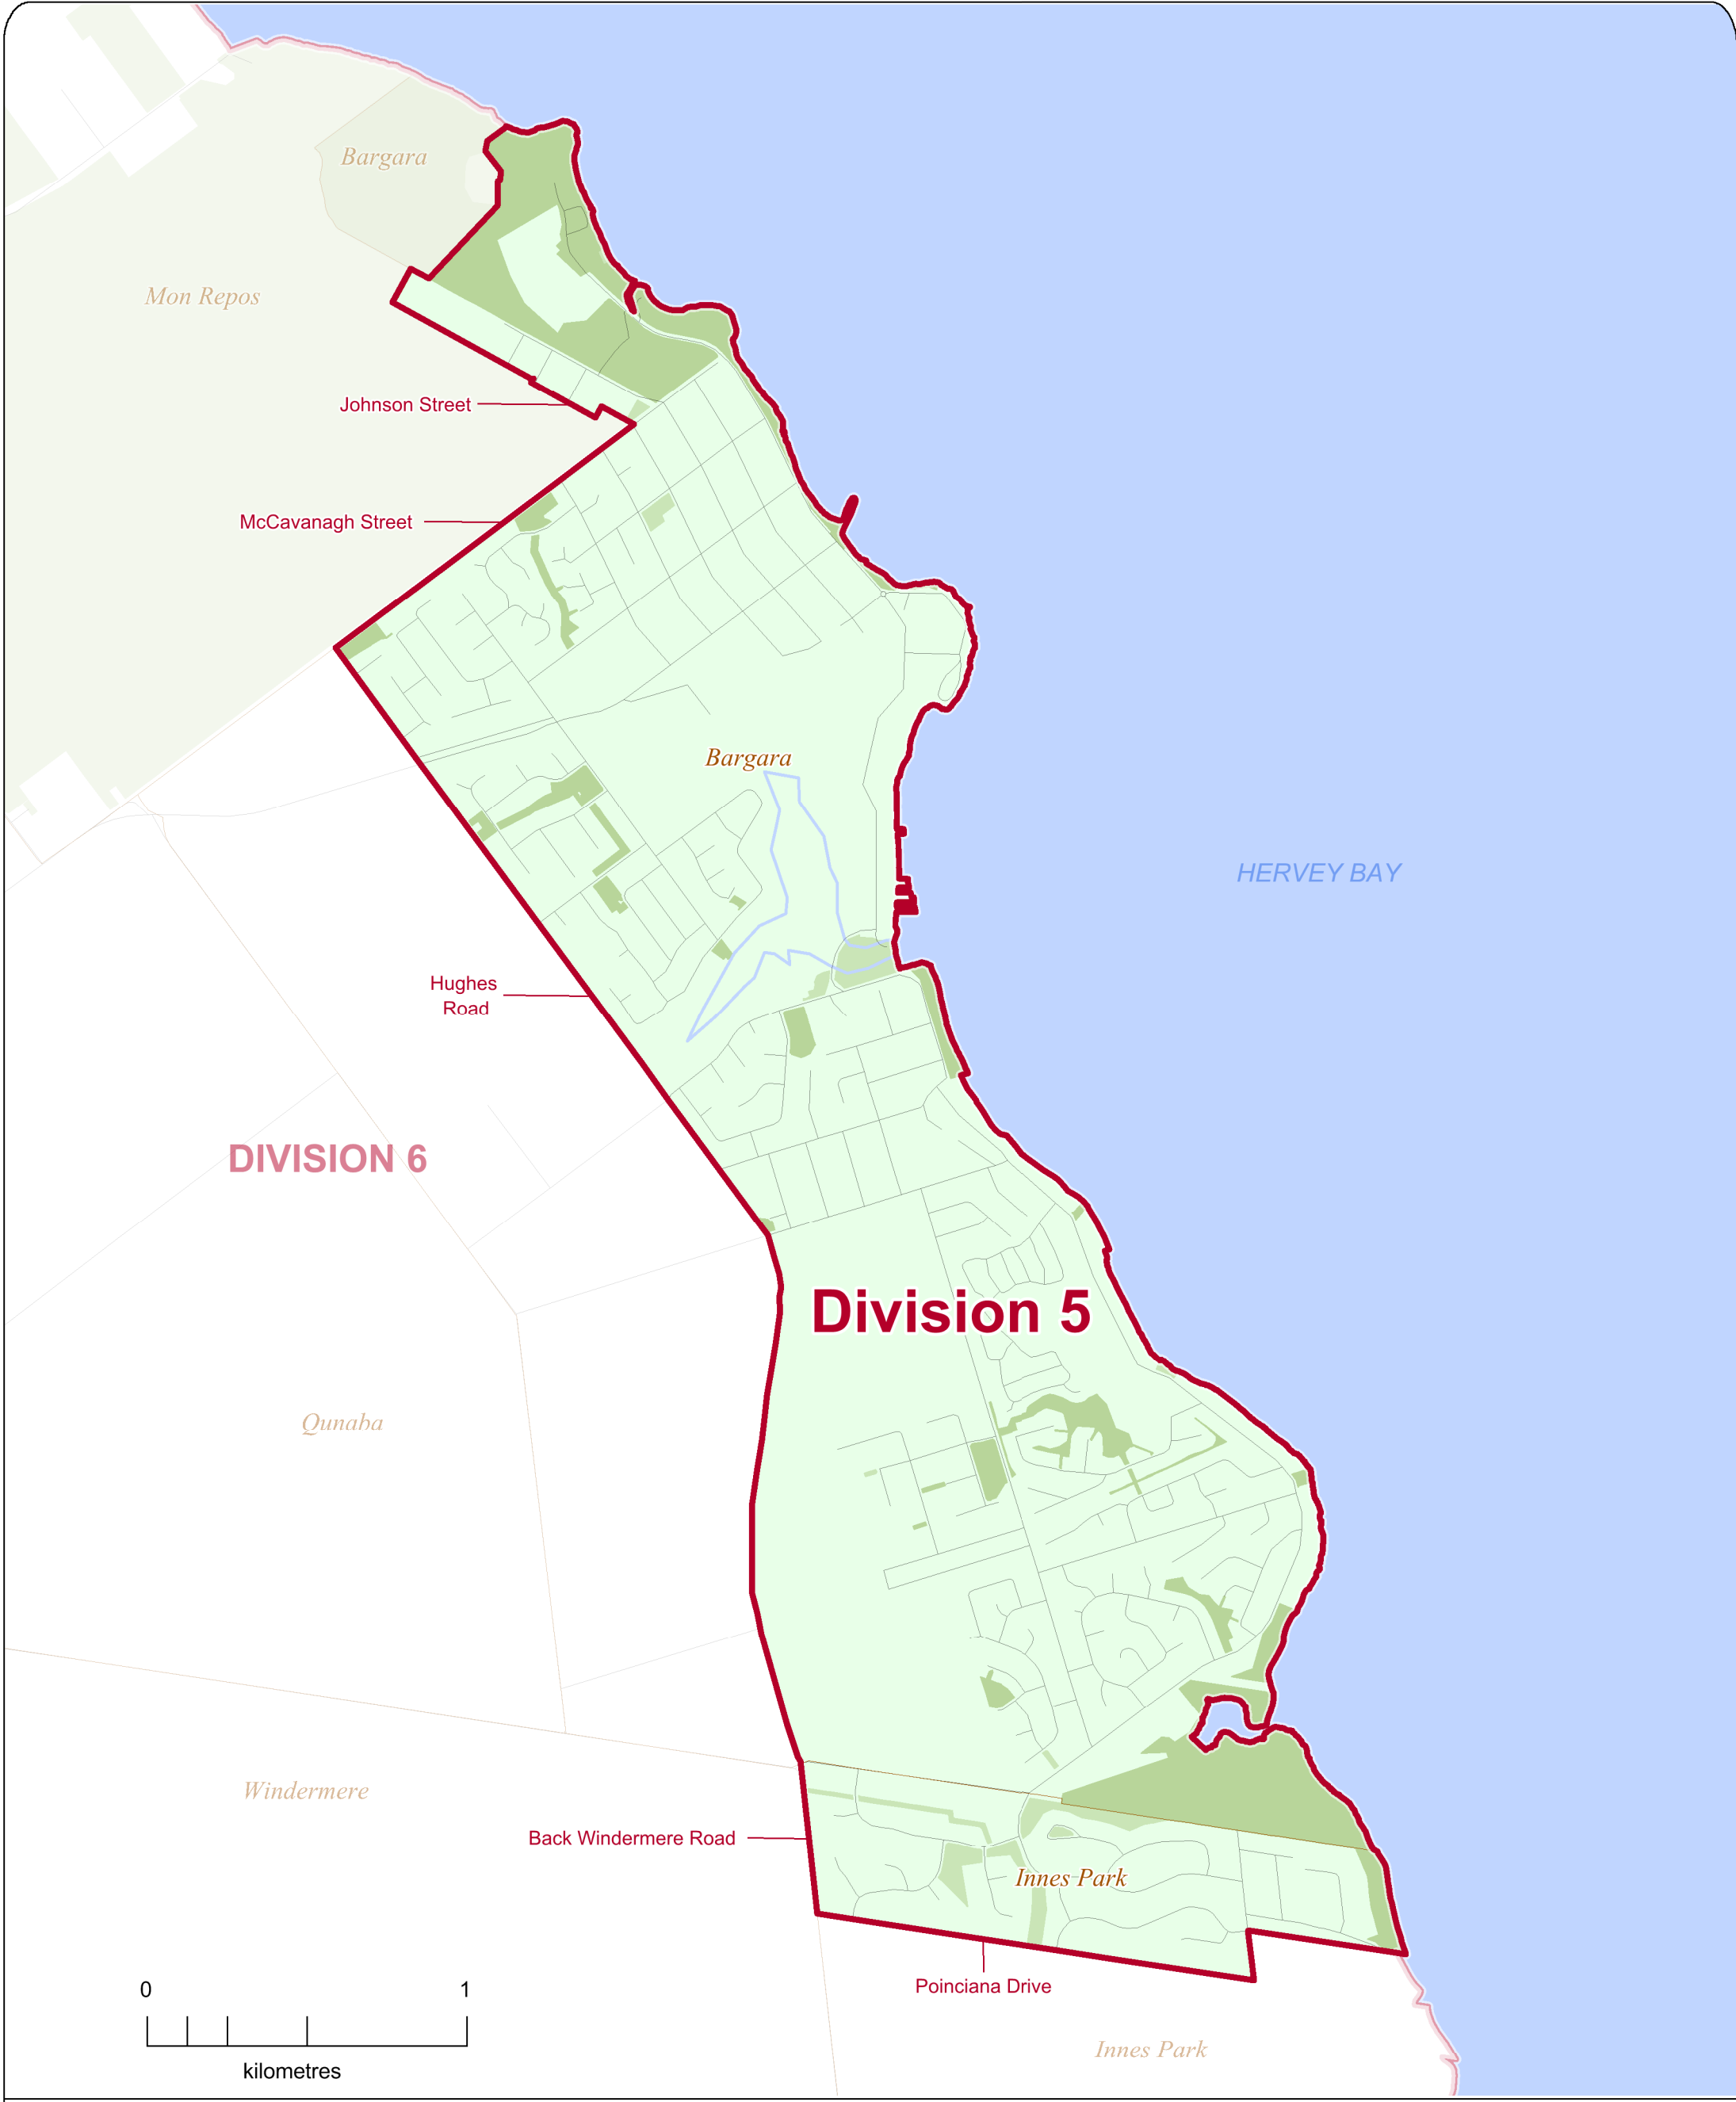 Bargara
Mon Repos
Johnson Street
McCavanagh Street
Bargara
HERVEY BAY
Hughes
Road
DIVISION 6
Division 5
Qunaba
Windermere
Back Windermere Road
Innes Park
Poinciana Drive
0 1
kilometres
Innes Park